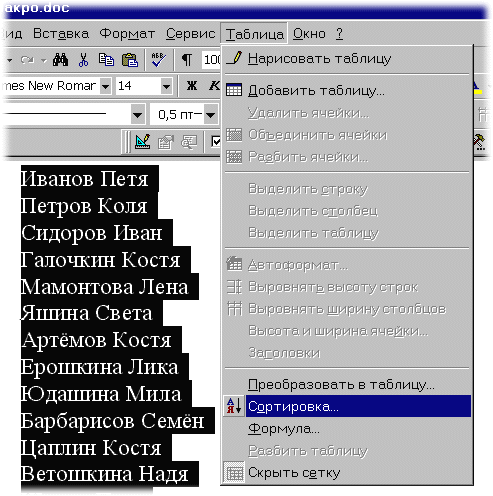 акро.doc
ид Вставка Формат Сервис Таблица Окно ?
¶ 100
mes New Roman 14 Ж К
0,5 пт
Нарисовать таблицу
Добавить таблицу...
Удалить ячейки...
Объединить ячейки
Разбить ячейки...
Выделить строку
Выделить столбец
Выделить таблицу
Автоформат...
Выровнять высоту строк
Выровнять ширину столбцов
Высота и ширина ячейки...
Заголовки
Преобразовать в таблицу...
Сортировка...
Формула...
Разбить таблицу
Скрыть сетку
Иванов Петя
Петров Коля
Сидоров Иван
Галочкин Костя
Мамонтова Лена
Яшина Света
Артёмов Костя
Ерошкина Лика
Юдашина Мила
Барбарисов Семён
Цаплин Костя
Ветошкина Надя